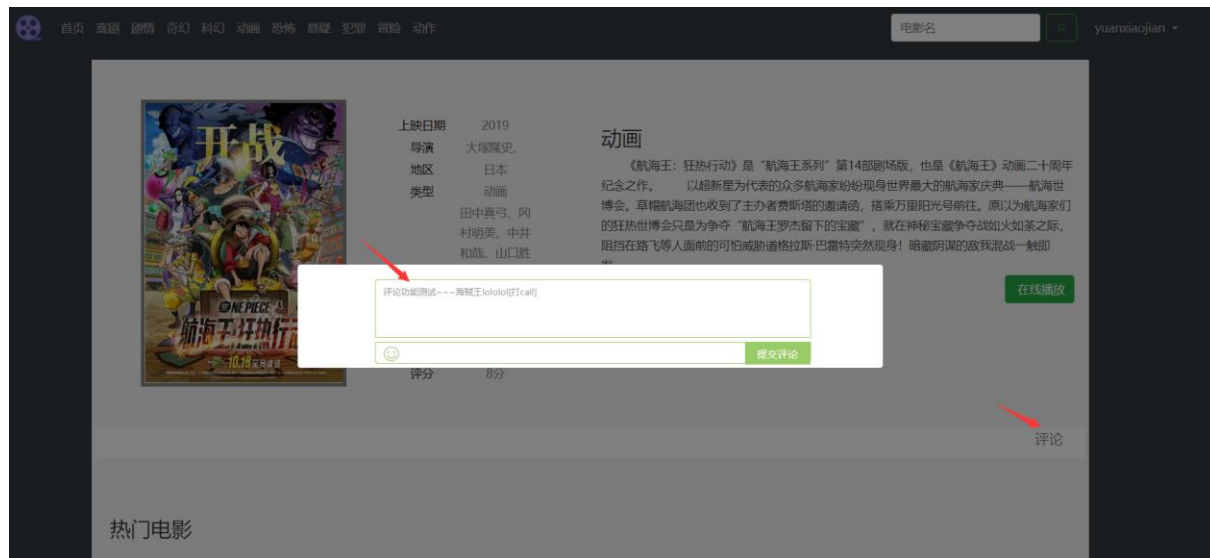 首页 喜剧 剧情 奇幻 科幻 动画 恐怖 悬疑 犯罪 冒险 动作
电影名
yuanxiaojian
开战
ONE PIECE
航海王:狂热行动
10.18
上映日期 2019
导演 大塚隆史、
地区 日本
类型 动画
田中真弓、冈
村明美、中井
和哉、山口胜
评分 8分
动画
《航海王：狂热行动》是“航海王系列”第14部剧场版，也是《航海王》动画二十周年
纪念之作。 以超新星为代表的众多航海家纷纷现身世界最大的航海家庆典——航海世
博会。草帽航海团也收到了主办者费斯塔的邀请函，搭乘万里阳光号前往。原以为航海家们
的狂热世博会只是为争夺“航海王罗杰留下的宝藏”，就在神秘宝藏争夺战如火如荼之际，
阻挡在路飞等人面前的可怕威胁道格拉斯·巴雷特突然现身！暗藏阴谋的敌我混战一触即
在线播放
评论功能测试~~~海贼王lololol[打call]
提交评论
评论
热门电影